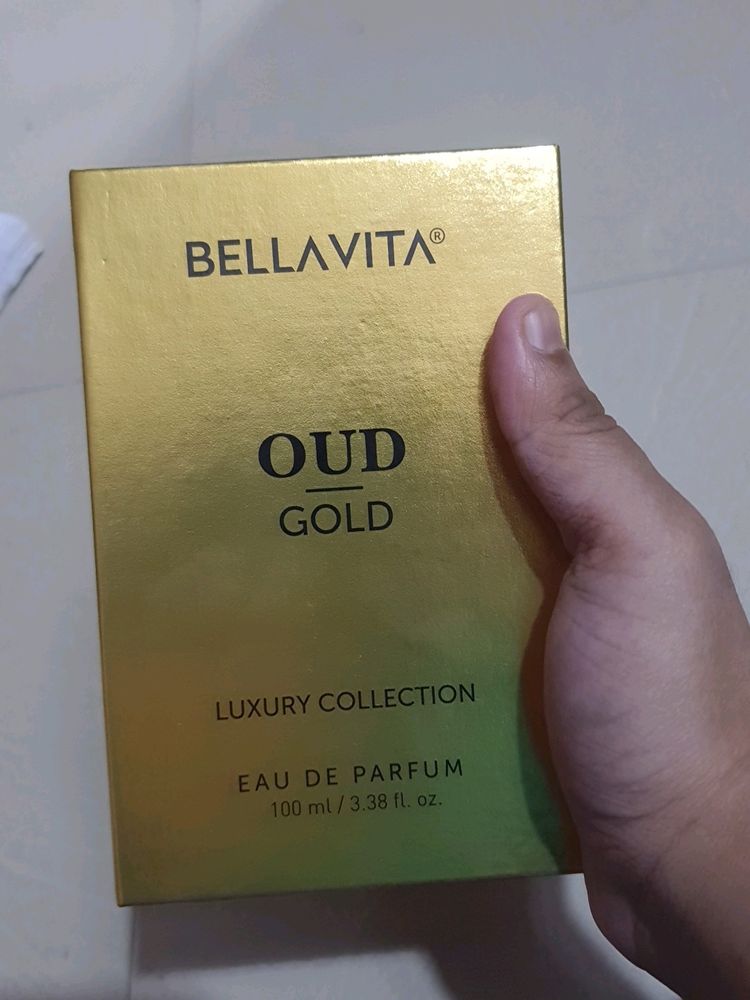 BELLAVITA®
OUD
GOLD
LUXURY COLLECTION
EAU DE PARFUM
100 ml / 3.38 fl. oz.